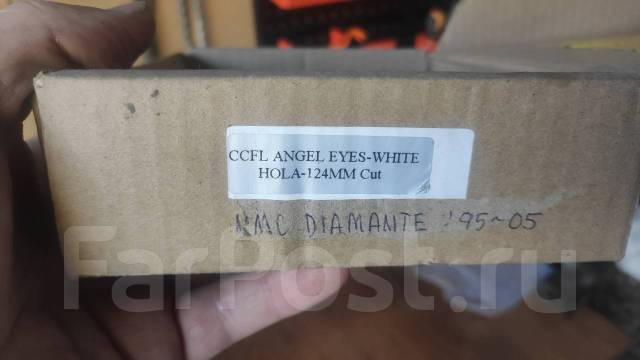 CCFL ANGEL EYES-WHITE
HOLA-124MM Cut
MMC DIAMANTE '95~05
FarPost.ru